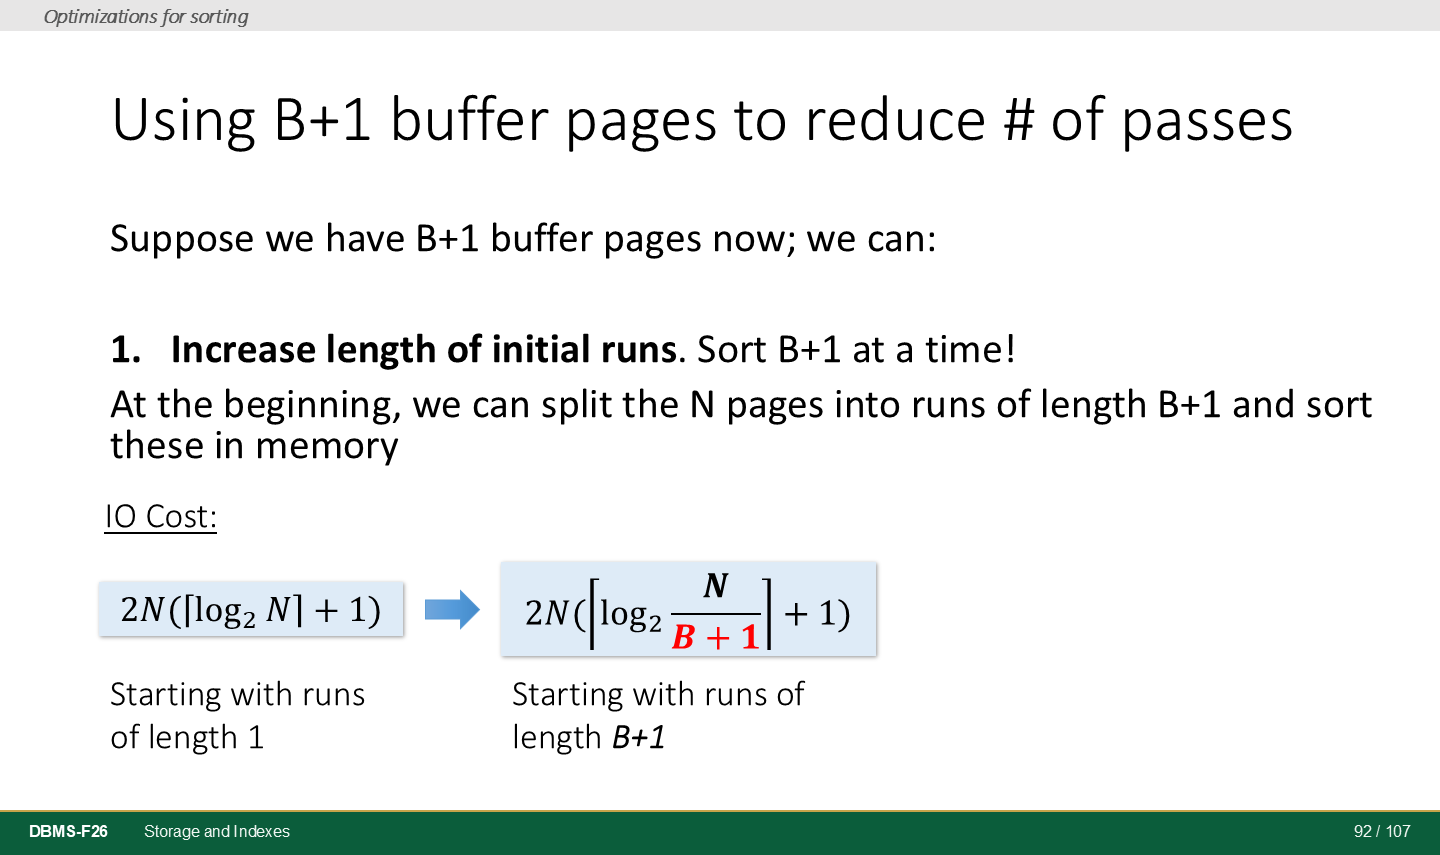 Optimizations for sorting
Using B+1 buffer pages to reduce # of passes
Suppose we have B+1 buffer pages now; we can:
1. Increase length of initial runs. Sort B+1 at a time!
At the beginning, we can split the N pages into runs of length B+1 and sort
these in memory
IO Cost:
2N(⌈log₂ N⌉ + 1)
2N(⌈log₂ N/(B + 1)⌉ + 1)
Starting with runs
of length 1
Starting with runs of
length B+1
DBMS-F26 Storage and Indexes 92 / 107